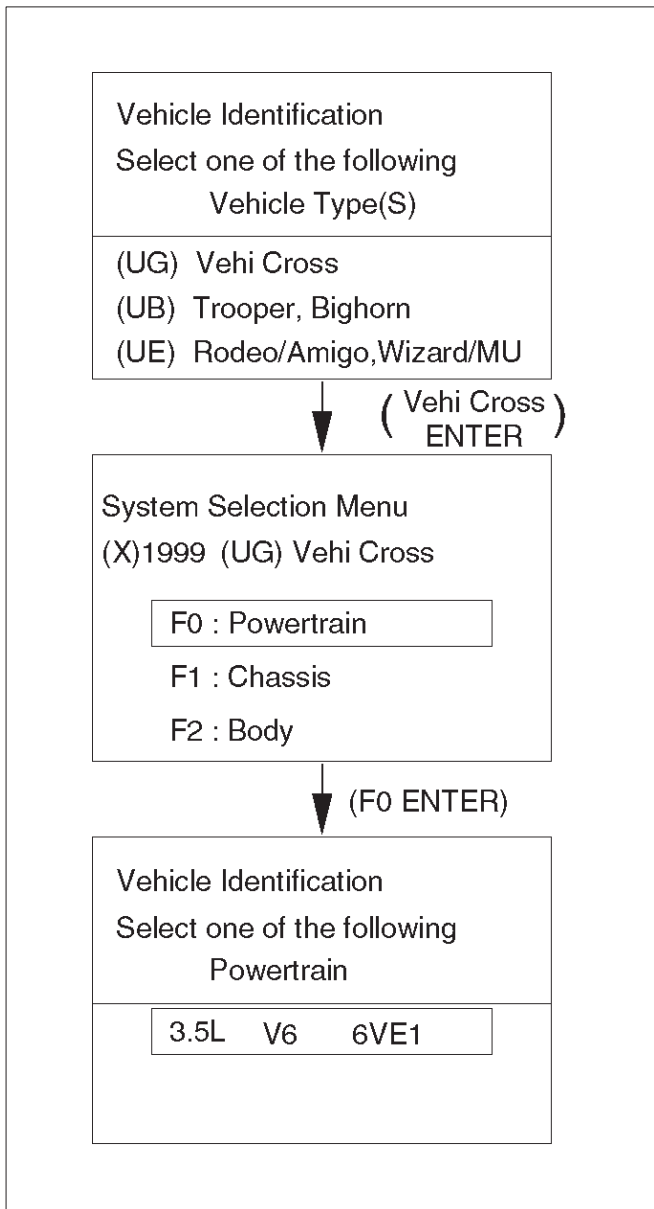 Vehicle Identification
Select one of the following
Vehicle Type(S)
(UG) Vehi Cross
(UB) Trooper, Bighorn
(UE) Rodeo/Amigo,Wizard/MU
(Vehi Cross
ENTER)
System Selection Menu
(X)1999 (UG) Vehi Cross
F0 : Powertrain
F1 : Chassis
F2 : Body
(F0 ENTER)
Vehicle Identification
Select one of the following
Powertrain
3.5L V6 6VE1